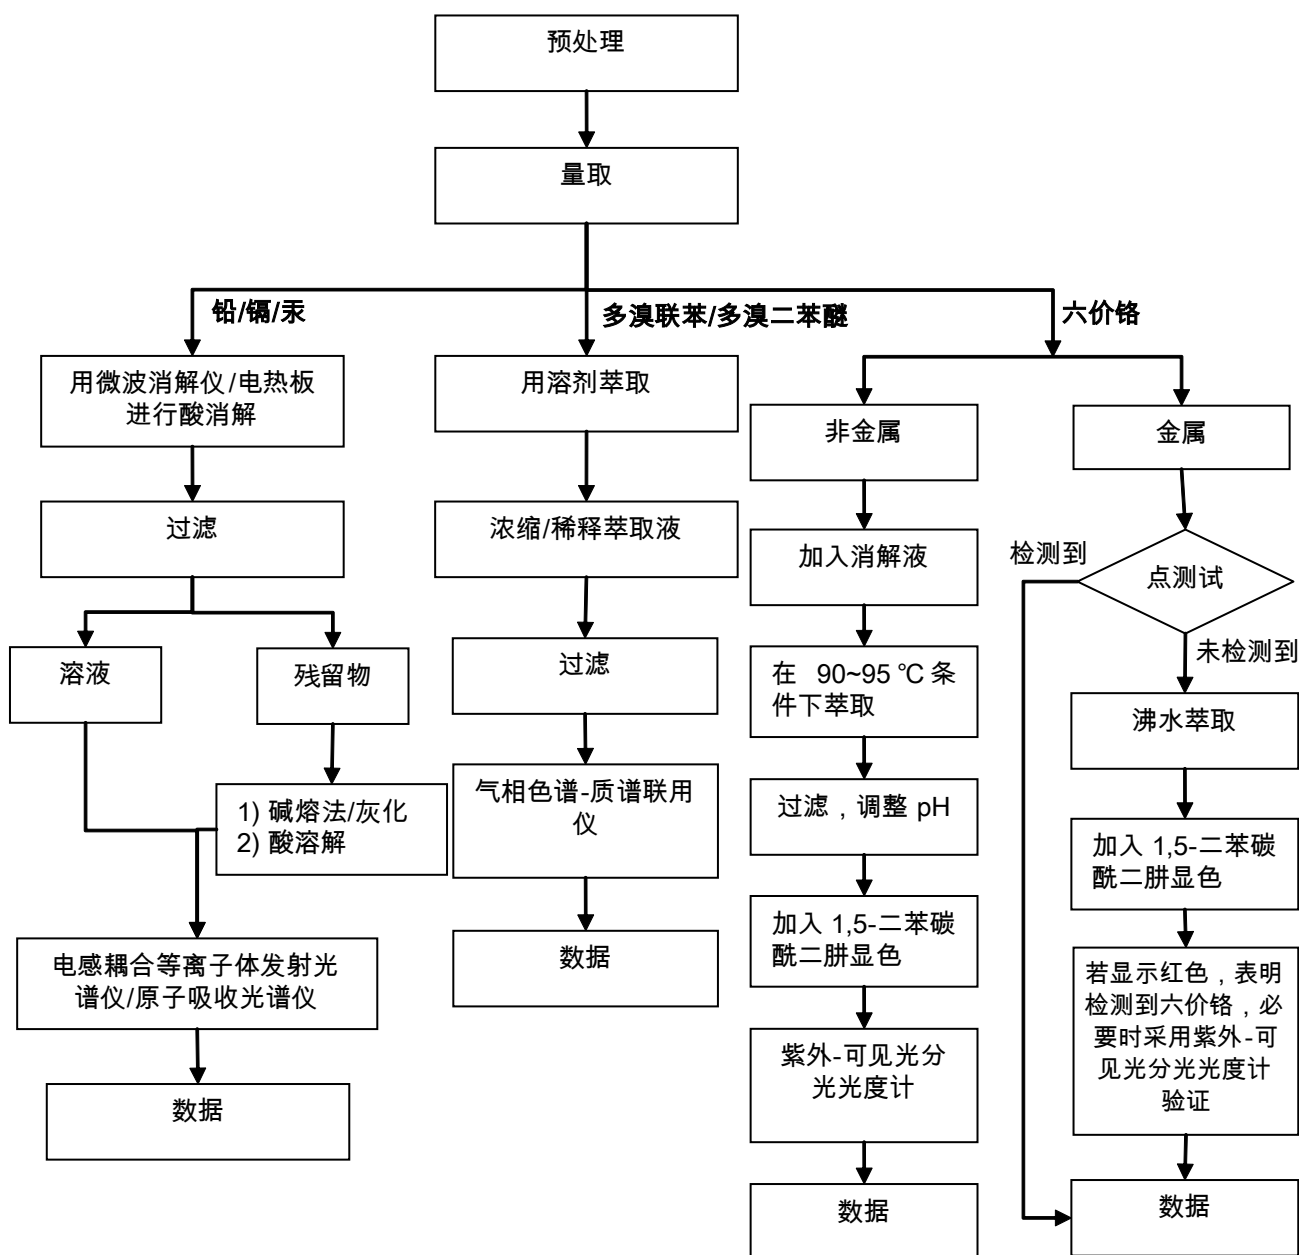 预处理
量取
铅/镉/汞
多溴联苯/多溴二苯醚
六价铬
用微波消解仪/电热板
进行酸消解
过滤
溶液
残留物
1) 碱熔法/灰化
2) 酸溶解
电感耦合等离子体发射光
谱仪/原子吸收光谱仪
数据
用溶剂萃取
浓缩/稀释萃取液
过滤
气相色谱-质谱联用
仪
数据
非金属
加入消解液
在 90~95 ℃ 条
件下萃取
过滤，调整 pH
加入 1,5-二苯碳
酰二肼显色
紫外-可见光分
光光度计
数据
金属
点测试
检测到
未检测到
沸水萃取
加入 1,5-二苯碳
酰二肼显色
若显示红色，表明
检测到六价铬，必
要时采用紫外-可
见光分光光度计
验证
数据